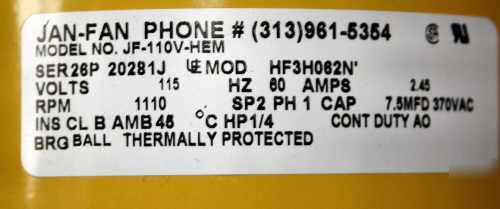 JAN-FAN PHONE # (313)961-5354
MODEL NO. JF-110V-HEM
SER 26P 20281J MOD HF3H062N'
VOLTS 115 HZ 60 AMPS 2.45
RPM 1110 SP2 PH 1 CAP 7.5MFD 370VAC
INS CL B AMB 45 °C HP1/4 CONT DUTY AO
BRG BALL THERMALLY PROTECTED